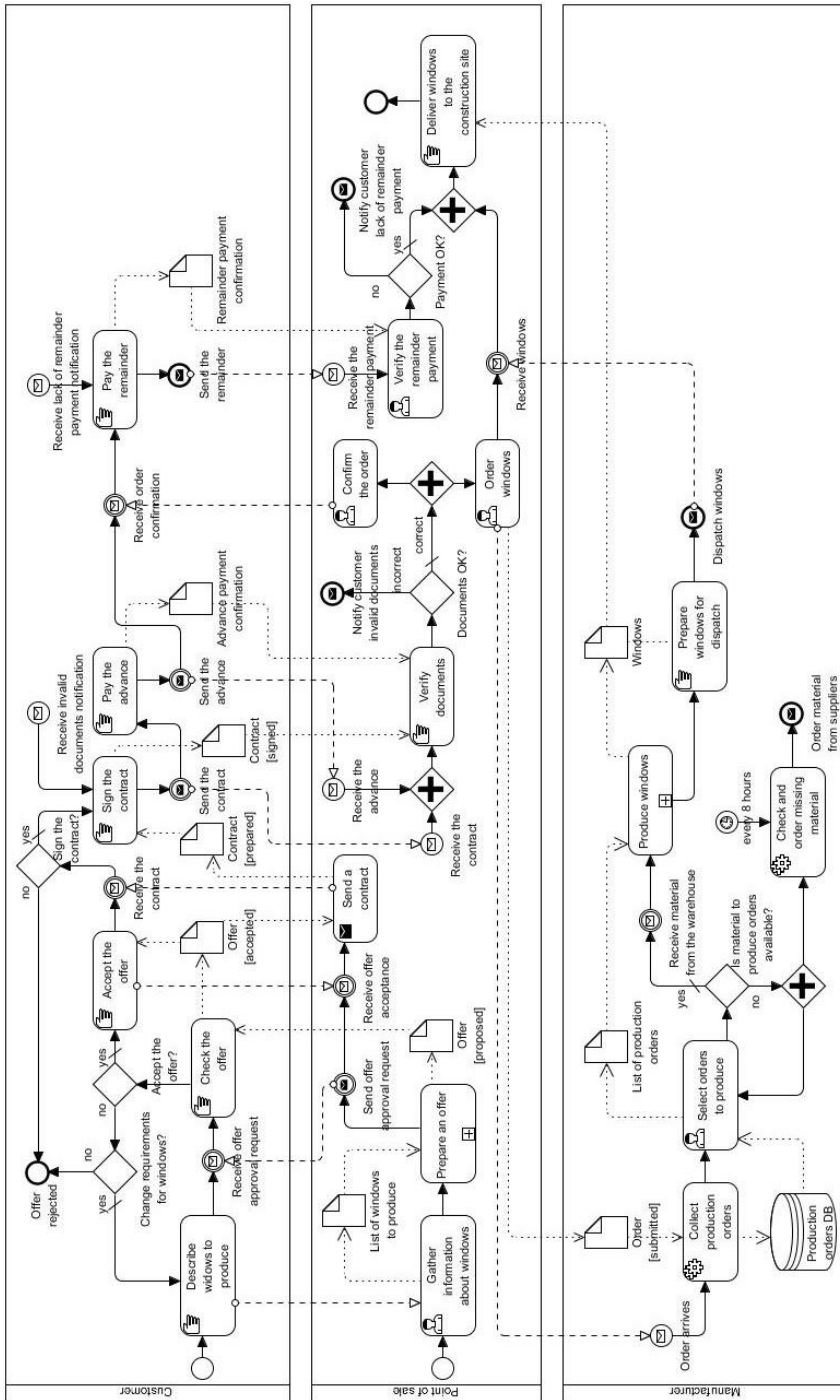 Customer
Describe
widows to
produce
Receive offer
approval request
Check the
offer
Accept
the offer?
yes
no
Change requirements
for windows?
yes
no
Offer
rejected
Accept the
offer
Offer
[accepted]
Receive the
contract
Sign the
contract?
yes
no
Contract
[prepared]
Sign the
contract
Receive invalid
documents notification
Contract
[signed]
Send the
contract
Pay the
advance
Send the
advance
Advance payment
confirmation
Receive order
confirmation
Receive lack of remainder
payment notification
Pay the
remainder
Send the
remainder
Remainder payment
confirmation
Point of sale
Gather
information
about windows
List of windows
to produce
Prepare an offer
Send offer
approval request
Offer
[proposed]
Receive offer
acceptance
Send a
contract
Receive the
contract
Receive the
advance
Verify
documents
Documents OK?
incorrect
correct
Notify customer
invalid documents
Confirm
the order
Order
windows
Receive the
remainder payment
Verify the
remainder
payment
Payment OK?
no
yes
Notify customer
lack of remainder
payment
Receive windows
Deliver windows
to the
construction site
Manufacturer
Order arrives
Order
[submitted]
Collect
production
orders
Production
orders DB
Select orders
to produce
List of production
orders
Is material to
produce orders
available?
yes
no
Receive material
from the warehouse
every 8 hours
Check and
order missing
material
Order material
from suppliers
Produce windows
Windows
Prepare
windows for
dispatch
Dispatch windows